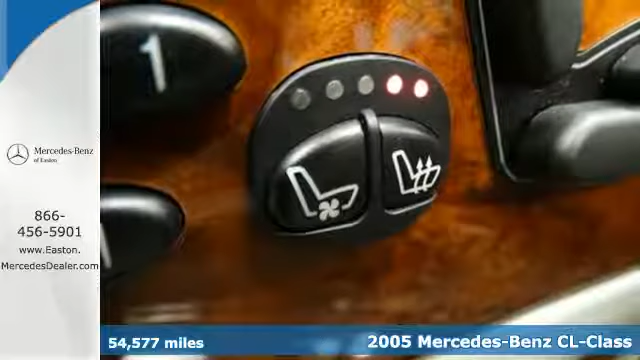 Mercedes-Benz
of Easton
866-
456-5901
www.Easton.
MercedesDealer.com
1
54,577 miles
2005 Mercedes-Benz CL-Class